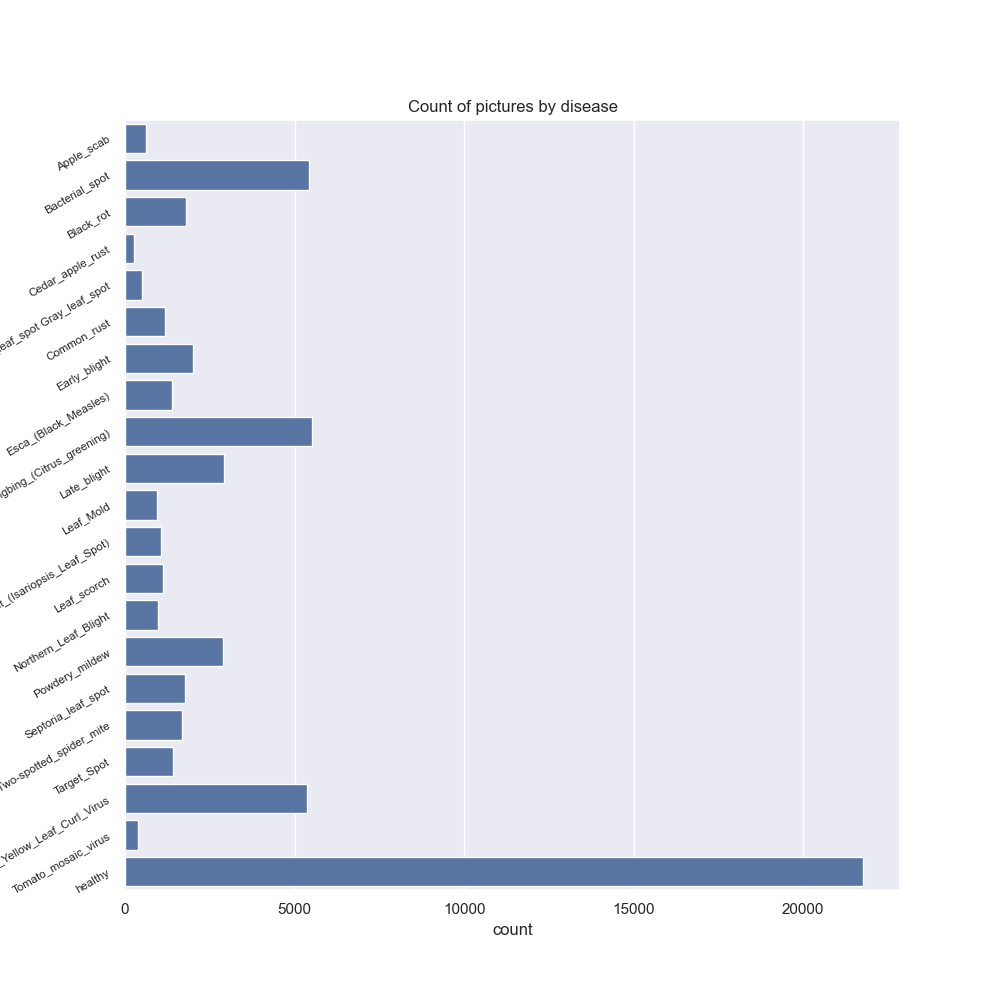 Count of pictures by disease
Apple_scab
Bacterial_spot
Black_rot
Cedar_apple_rust
eaf_spot Gray_leaf_spot
Common_rust
Early_blight
Esca_(Black_Measles)
gbing_(Citrus_greening)
Late_blight
Leaf_Mold
t_(Isariopsis_Leaf_Spot)
Leaf_scorch
Northern_Leaf_Blight
Powdery_mildew
Septoria_leaf_spot
Two-spotted_spider_mite
Target_Spot
_Yellow_Leaf_Curl_Virus
Tomato_mosaic_virus
healthy
0 5000 10000 15000 20000
count